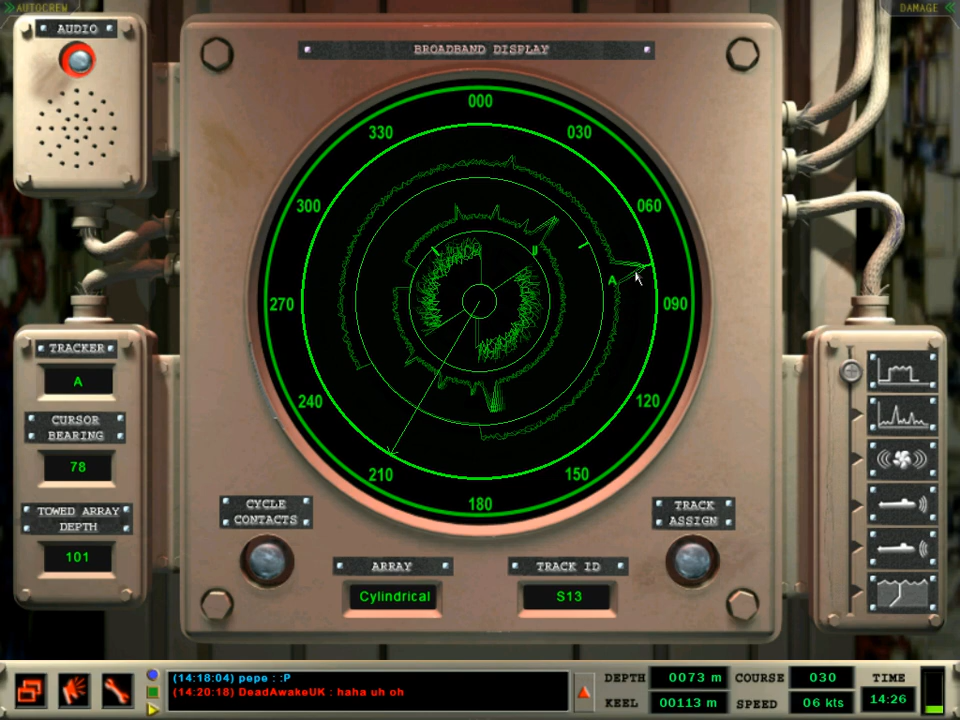 AUTOCREW
DAMAGE
AUDIO
BROADBAND DISPLAY
000
030
060
090
120
150
180
210
240
270
300
330
A
TRACKER
A
CURSOR
BEARING
78
TOWED ARRAY
DEPTH
101
CYCLE
CONTACTS
TRACK
ASSIGN
ARRAY
Cylindrical
TRACK ID
S13
(14:18:04) pepe : :P
(14:20:18) DeadAwakeUK : haha uh oh
DEPTH 0073 m COURSE 030 TIME
KEEL 00113 m SPEED 06 kts 14:26